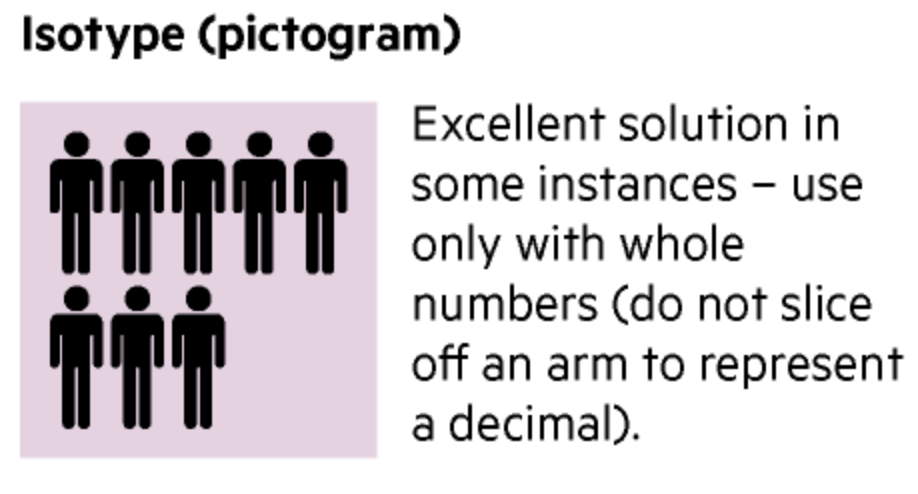 Isotype (pictogram)
Excellent solution in
some instances – use
only with whole
numbers (do not slice
off an arm to represent
a decimal).